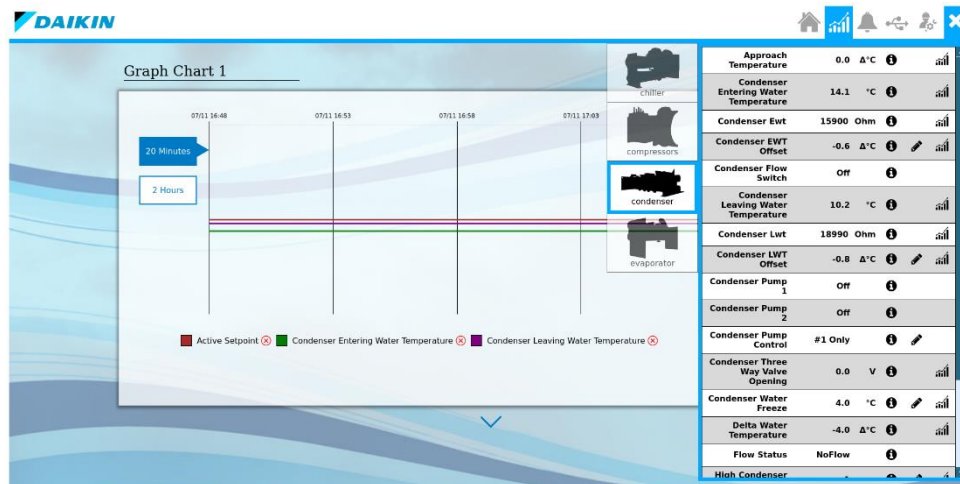 DAIKIN
Graph Chart 1
07/11 16:48
07/11 16:53
07/11 16:58
07/11 17:03
20 Minutes
2 Hours
Active Setpoint
Condenser Entering Water Temperature
Condenser Leaving Water Temperature
chiller
compressors
condenser
evaporator
Approach
Temperature
0.0 Δ°C
Condenser
Entering Water
Temperature
14.1 °C
Condenser Ewt
15900 Ohm
Condenser EWT
Offset
-0.6 Δ°C
Condenser Flow
Switch
Off
Condenser
Leaving Water
Temperature
10.2 °C
Condenser Lwt
18990 Ohm
Condenser LWT
Offset
-0.8 Δ°C
Condenser Pump
1
Off
Condenser Pump
2
Off
Condenser Pump
Control
#1 Only
Condenser Three
Way Valve
Opening
0.0 V
Condenser Water
Freeze
4.0 °C
Delta Water
Temperature
-4.0 Δ°C
Flow Status
NoFlow
High Condenser